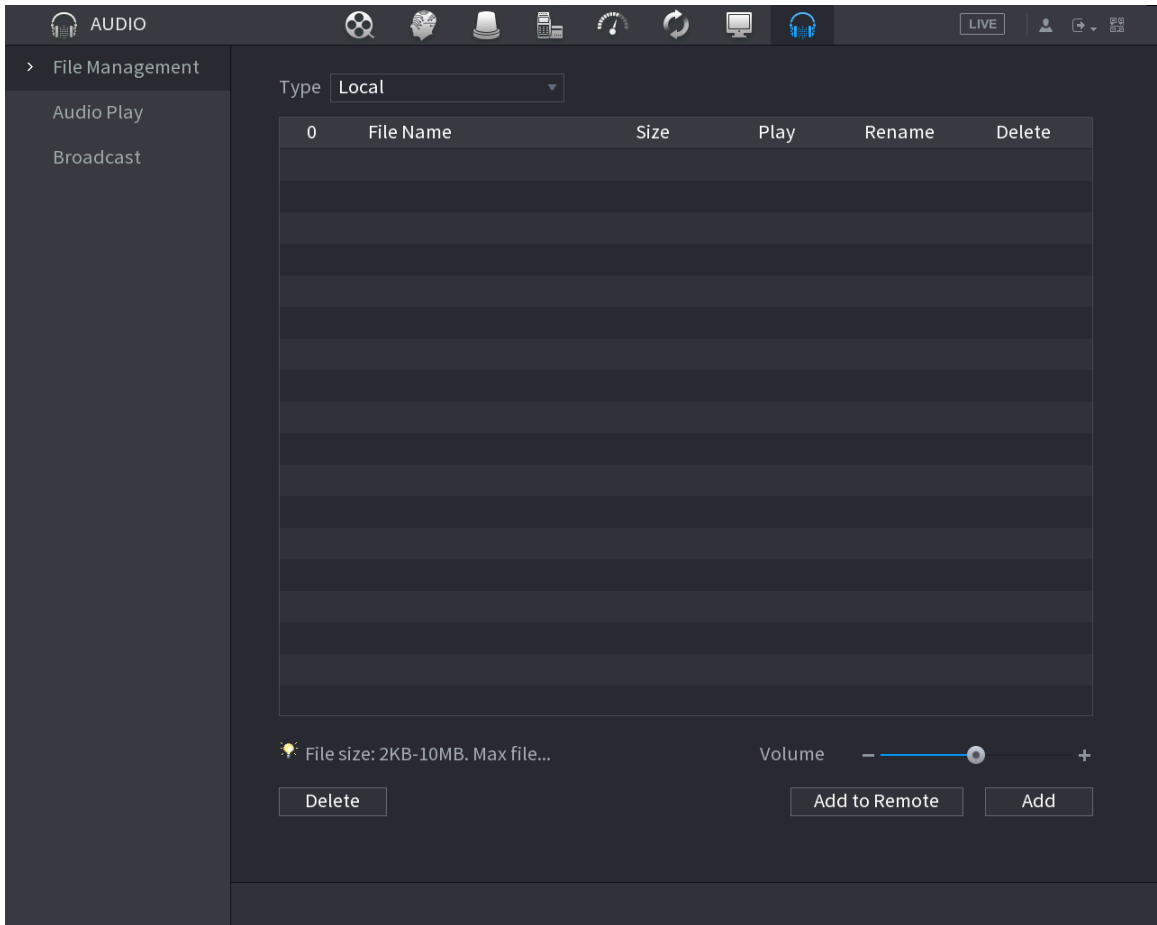 AUDIO
LIVE
File Management
Audio Play
Broadcast
Type Local
0 File Name Size Play Rename Delete
File size: 2KB-10MB. Max file...
Volume
Delete
Add to Remote
Add